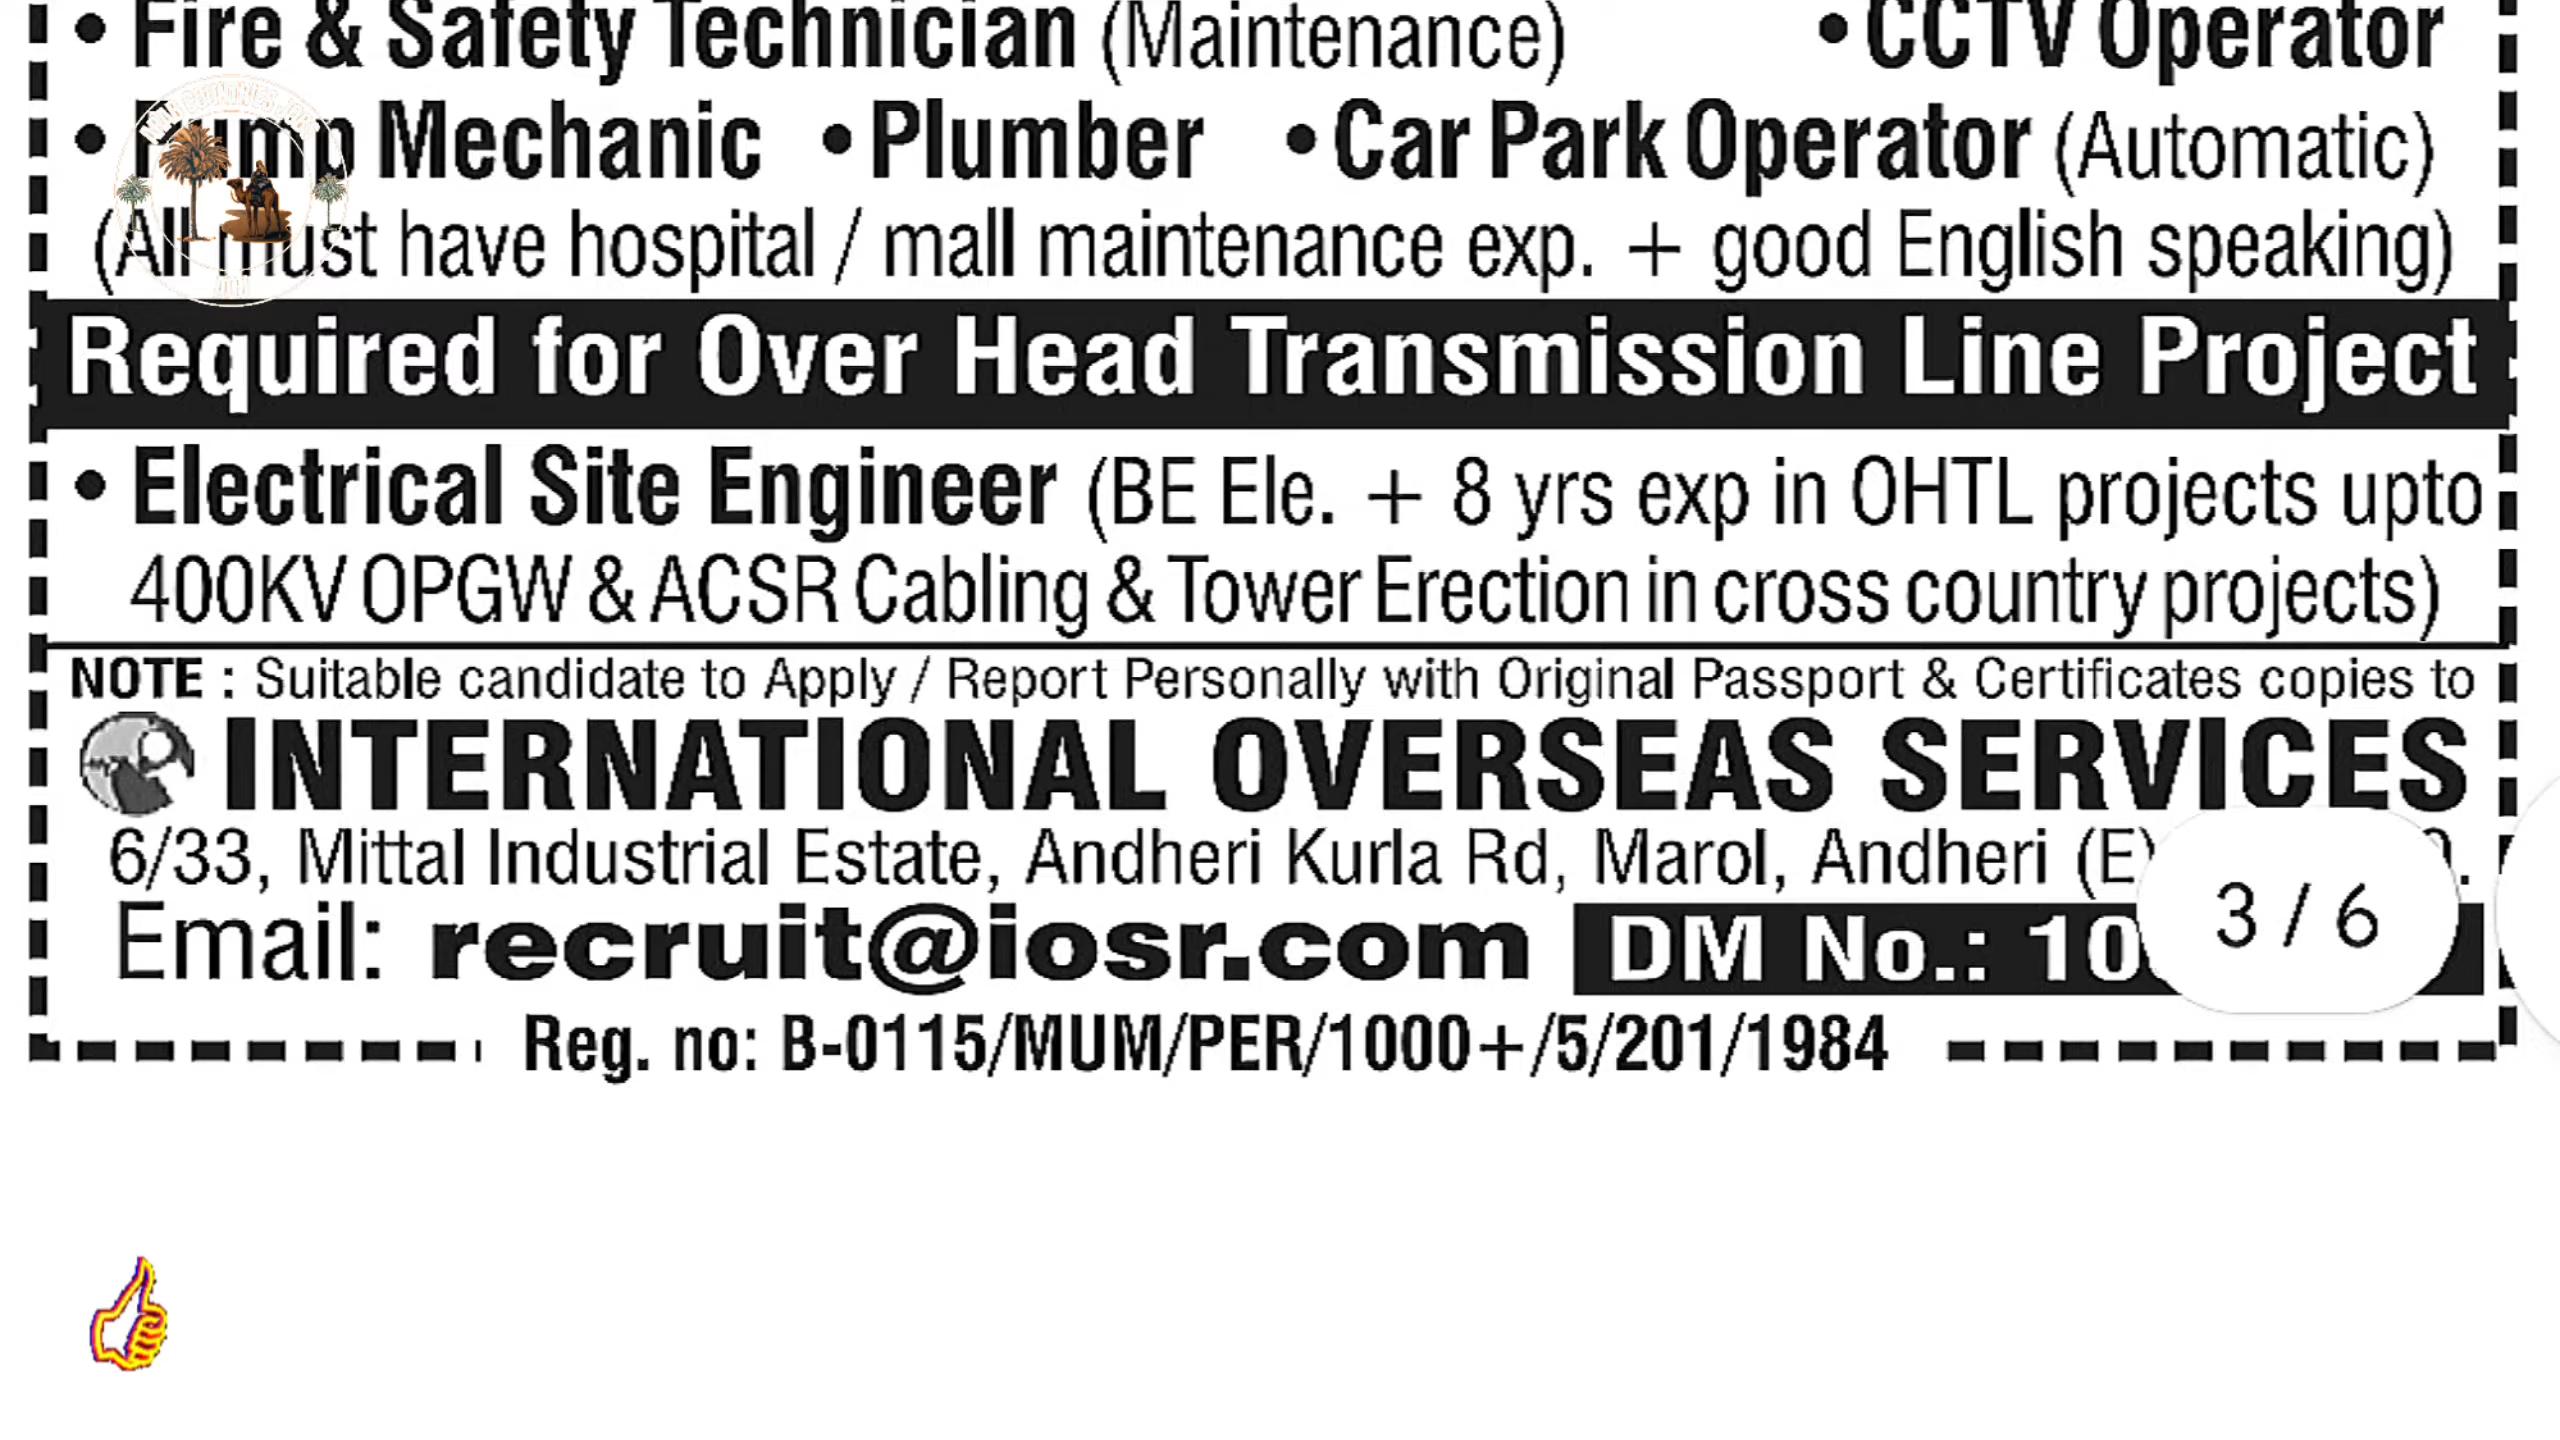 • Fire & Safety Technician (Maintenance) • CCTV Operator
• Pump Mechanic • Plumber • Car Park Operator (Automatic)
(All must have hospital / mall maintenance exp. + good English speaking)
Required for Over Head Transmission Line Project
• Electrical Site Engineer (BE Ele. + 8 yrs exp in OHTL projects upto
400KV OPGW & ACSR Cabling & Tower Erection in cross country projects)
NOTE : Suitable candidate to Apply / Report Personally with Original Passport & Certificates copies to
INTERNATIONAL OVERSEAS SERVICES
6/33, Mittal Industrial Estate, Andheri Kurla Rd, Marol, Andheri (E)
Email: recruit@iosr.com DM No.: 10
3 / 6
Reg. no: B-0115/MUM/PER/1000+/5/201/1984